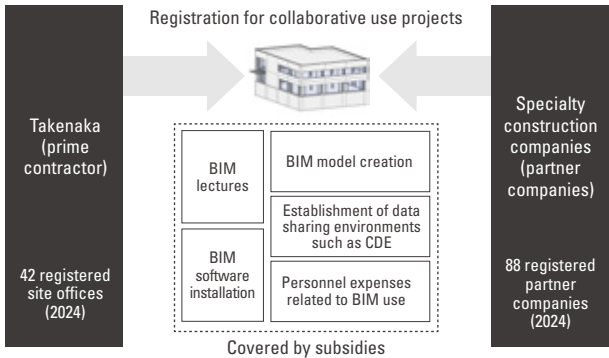 Registration for collaborative use projects
Takenaka
(prime
contractor)
42 registered
site offices
(2024)
BIM
lectures
BIM
software
installation
BIM model creation
Establishment of data
sharing environments
such as CDE
Personnel expenses
related to BIM use
Covered by subsidies
Specialty
construction
companies
(partner
companies)
88 registered
partner
companies
(2024)